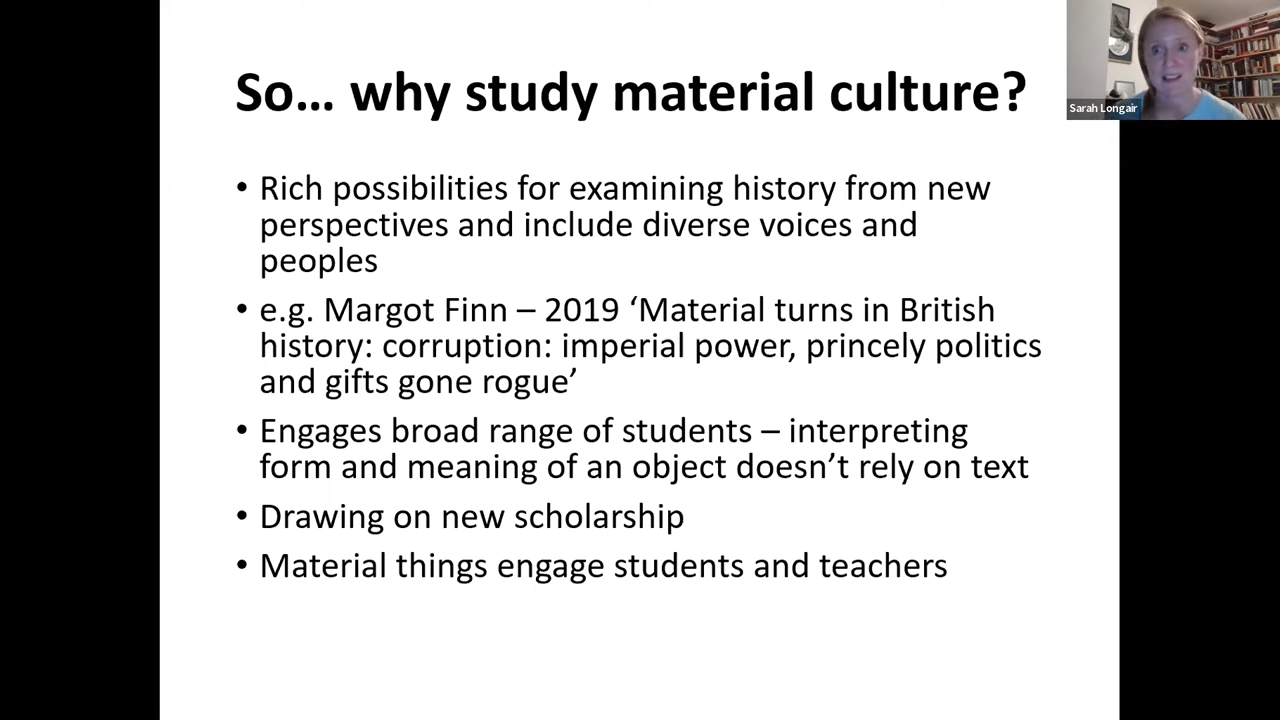 So... why study material culture?
Sarah Longair
• Rich possibilities for examining history from new
perspectives and include diverse voices and
peoples
• e.g. Margot Finn – 2019 ‘Material turns in British
history: corruption: imperial power, princely politics
and gifts gone rogue’
• Engages broad range of students – interpreting
form and meaning of an object doesn’t rely on text
• Drawing on new scholarship
• Material things engage students and teachers